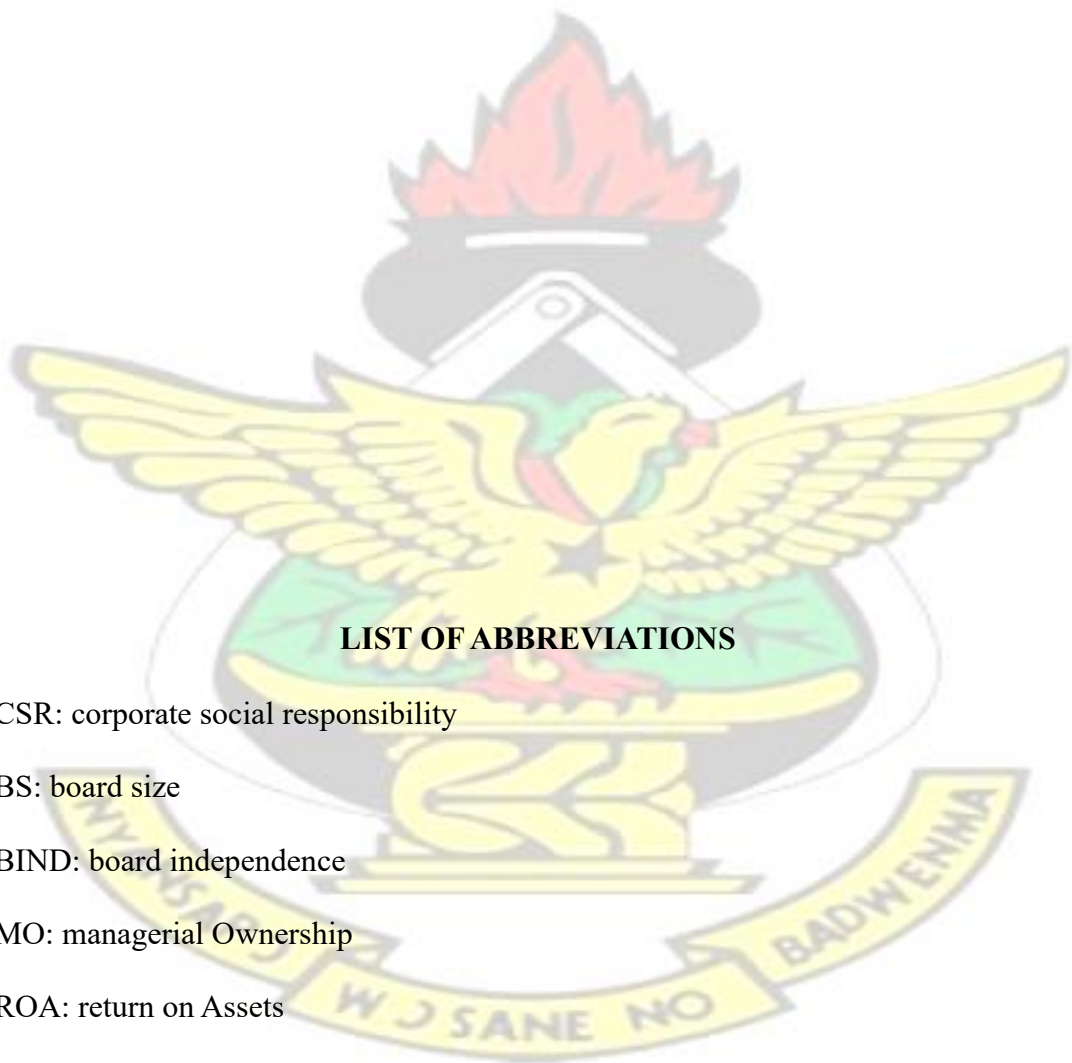 LIST OF ABBREVIATIONS
CSR: corporate social responsibility
BS: board size
BIND: board independence
MO: managerial Ownership
ROA: return on Assets
NYANSAPO
WƆSANE NO
BADWENMA